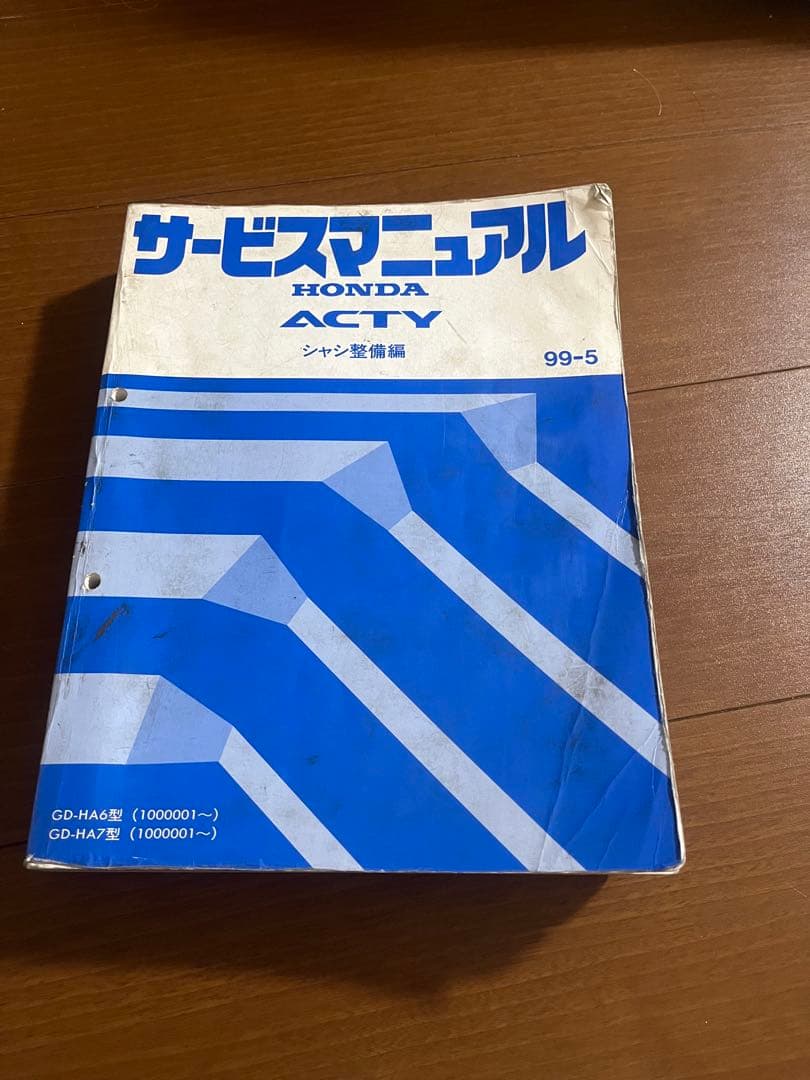 サービスマニュアル
HONDA
ACTY
シャシ整備編
99-5
GD-HA6型 (1000001〜)
GD-HA7型 (1000001〜)